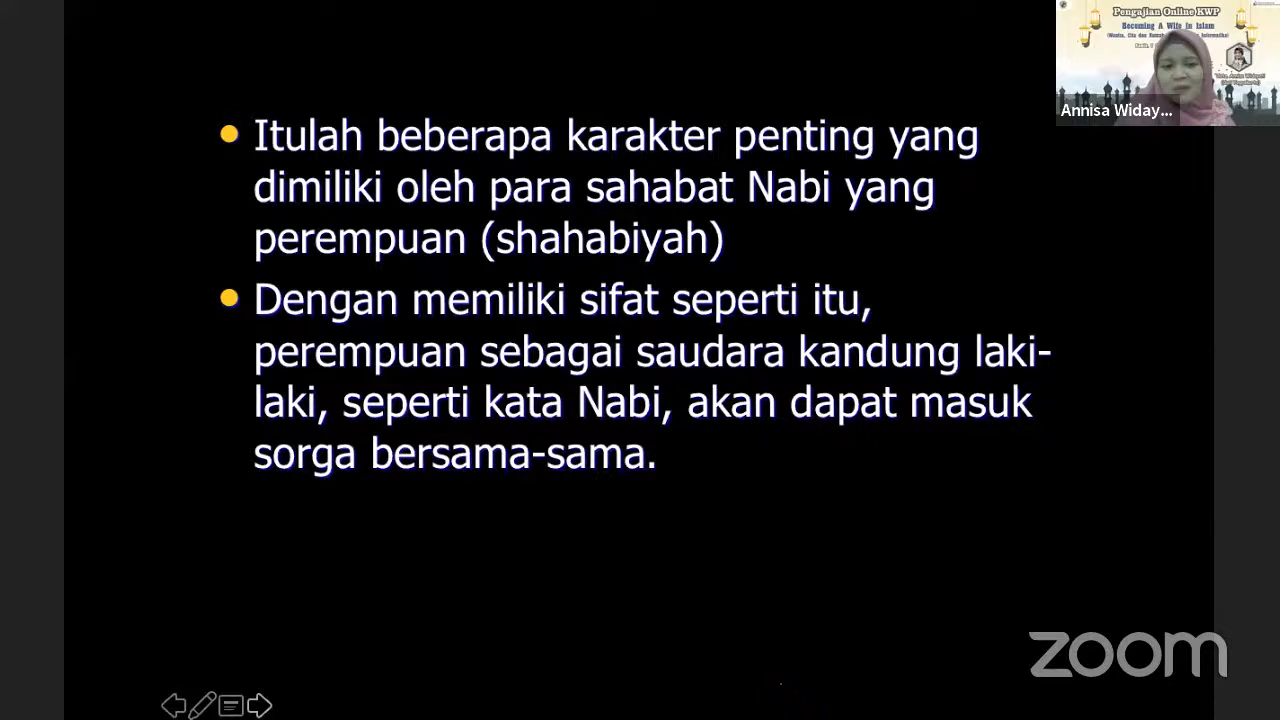 Pengajian Online KWP
Becoming A Wife in Islam
Annisa Widay...
• Itulah beberapa karakter penting yang
dimiliki oleh para sahabat Nabi yang
perempuan (shahabiyah)
• Dengan memiliki sifat seperti itu,
perempuan sebagai saudara kandung laki-
laki, seperti kata Nabi, akan dapat masuk
sorga bersama-sama.
zoom